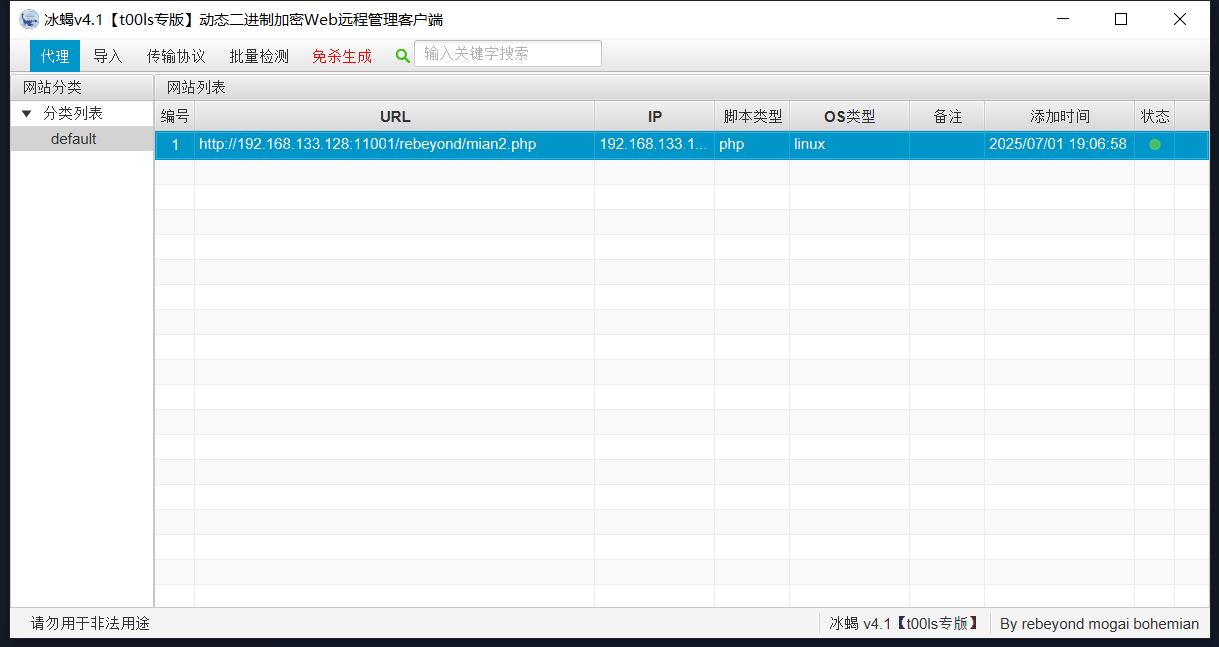 冰蝎v4.1【t00ls专版】动态二进制加密Web远程管理客户端
代理 导入 传输协议 批量检测 免杀生成 输入关键字搜索
网站分类 网站列表
分类列表
default
编号 URL IP 脚本类型 OS类型 备注 添加时间 状态
1 http://192.168.133.128:11001/rebeyond/mian2.php 192.168.133.1... php linux 2025/07/01 19:06:58
请勿用于非法用途 冰蝎 v4.1【t00ls专版】 By rebeyond mogai bohemian